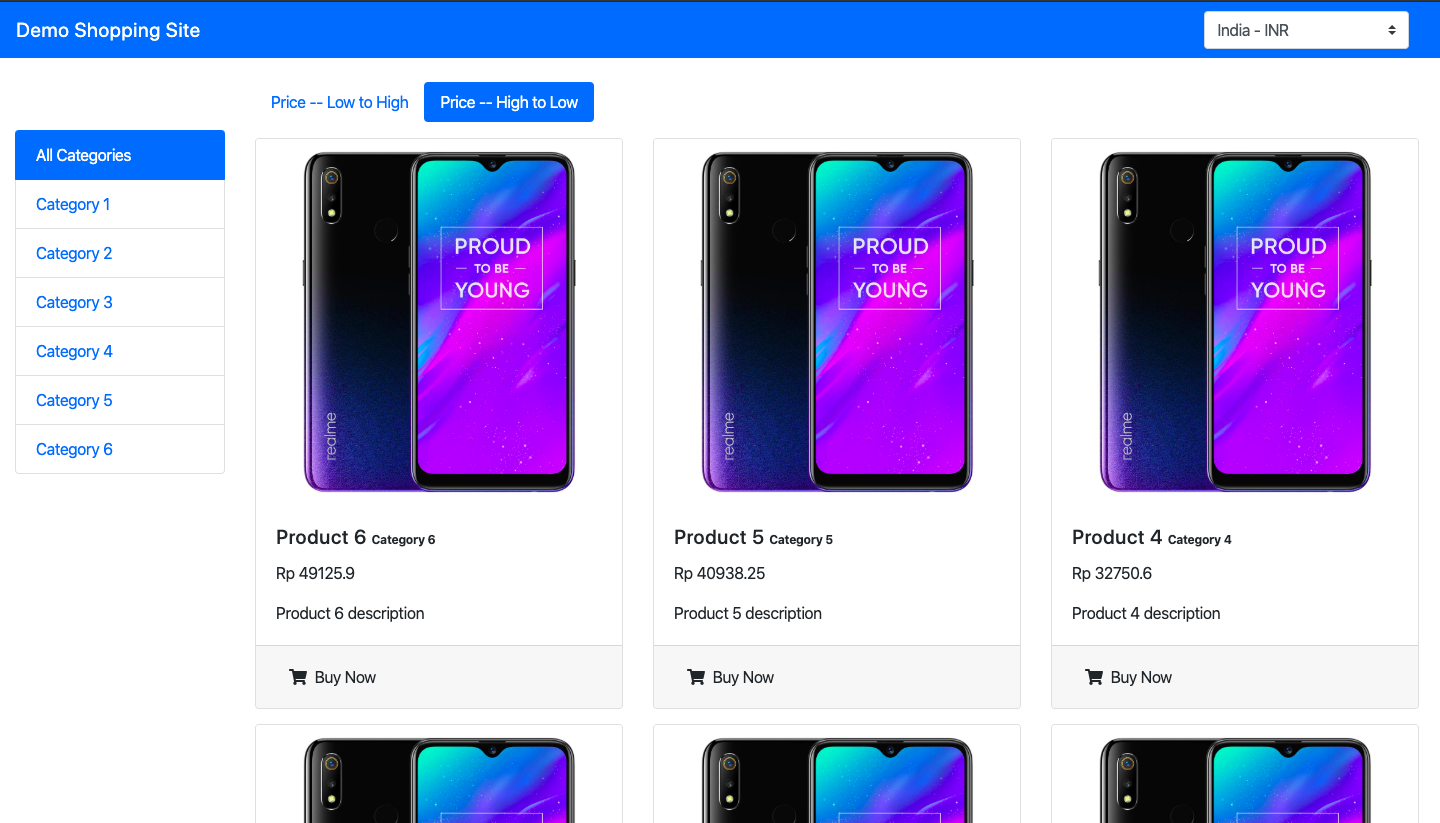 Demo Shopping Site
India - INR
Price -- Low to High
Price -- High to Low
All Categories
Category 1
Category 2
Category 3
Category 4
Category 5
Category 6
PROUD
TO BE
YOUNG
realme
Product 6 Category 6
Rp 49125.9
Product 6 description
Buy Now
PROUD
TO BE
YOUNG
realme
Product 5 Category 5
Rp 40938.25
Product 5 description
Buy Now
PROUD
TO BE
YOUNG
realme
Product 4 Category 4
Rp 32750.6
Product 4 description
Buy Now